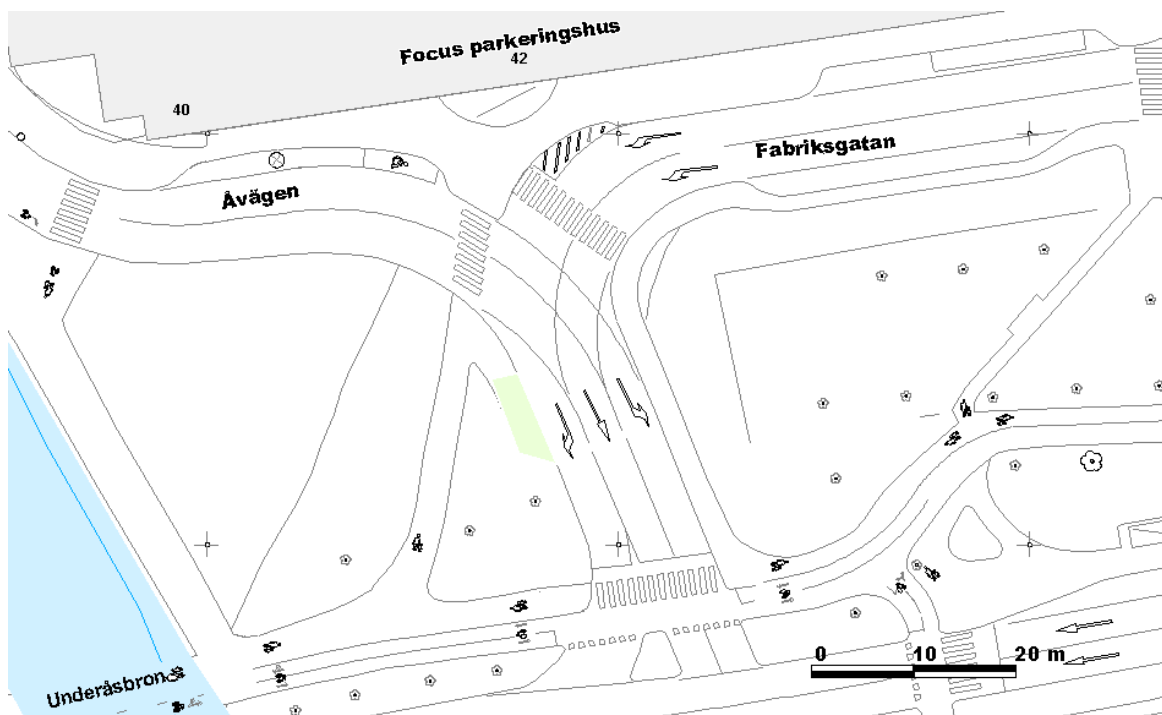 Focus parkeringshus
42
40
Fabriksgatan
Åvägen
0 10 20 m
Underåsbron